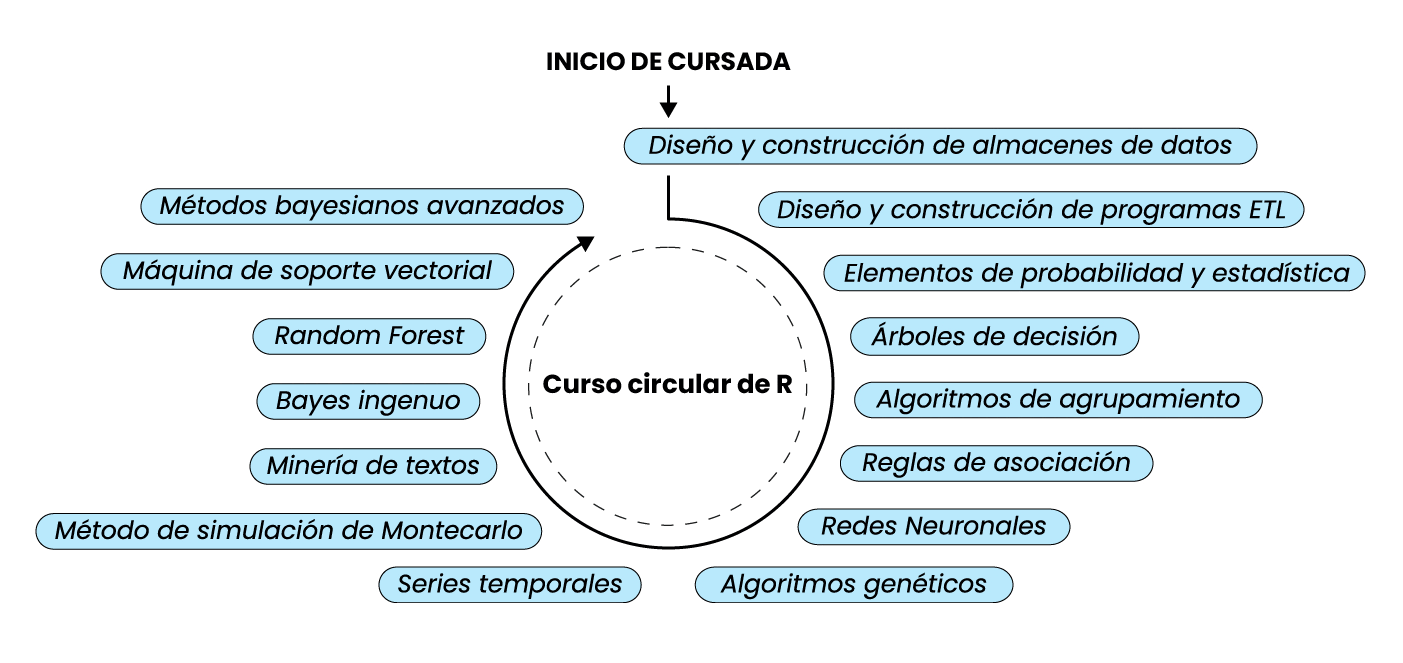 INICIO DE CURSADA
Diseño y construcción de almacenes de datos
Diseño y construcción de programas ETL
Elementos de probabilidad y estadística
Árboles de decisión
Algoritmos de agrupamiento
Reglas de asociación
Redes Neuronales
Algoritmos genéticos
Series temporales
Método de simulación de Montecarlo
Minería de textos
Bayes ingenuo
Random Forest
Máquina de soporte vectorial
Métodos bayesianos avanzados
Curso circular de R